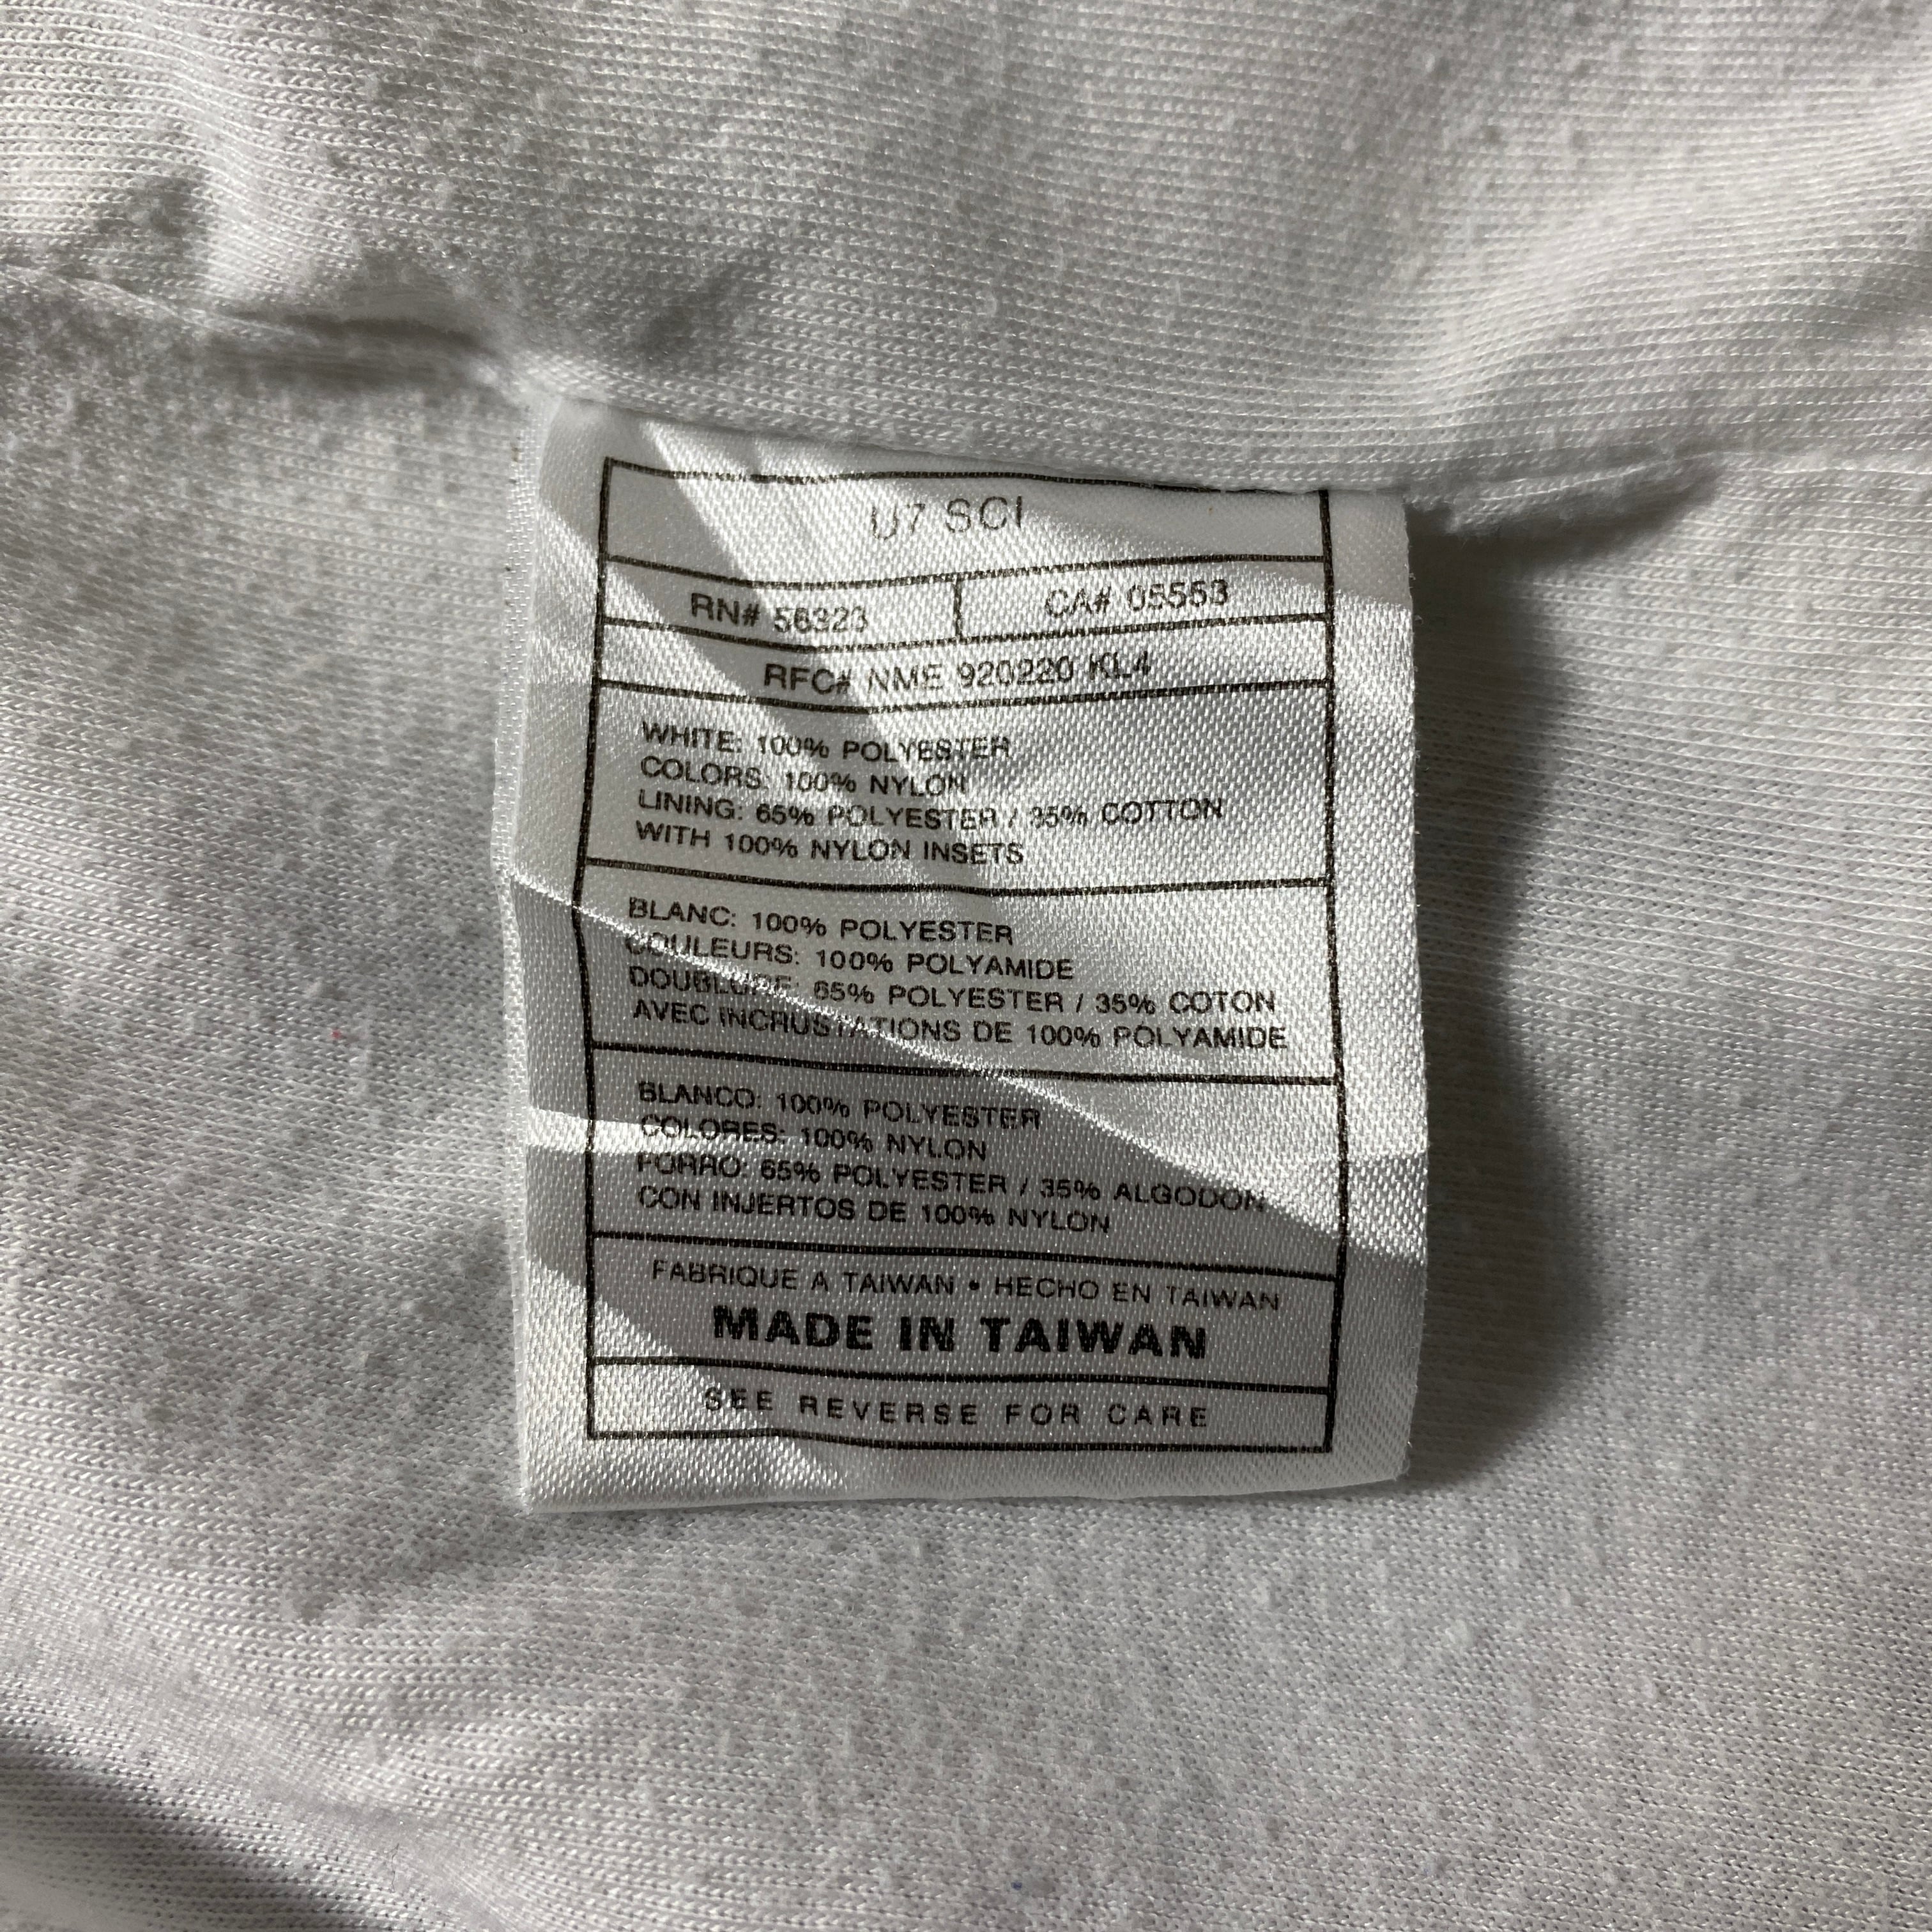 U7 SCI
RN# 56323 CA# 05553
RFC# NME 920220 KL4
WHITE: 100% POLYESTER
COLORS: 100% NYLON
LINING: 65% POLYESTER / 35% COTTON
WITH 100% NYLON INSETS
BLANC: 100% POLYESTER
COULEURS: 100% POLYAMIDE
DOUBLURE: 65% POLYESTER / 35% COTON
AVEC INCRUSTATIONS DE 100% POLYAMIDE
BLANCO: 100% POLYESTER
COLORES: 100% NYLON
FORRO: 65% POLYESTER / 35% ALGODON
CON INJERTOS DE 100% NYLON
FABRIQUE A TAIWAN • HECHO EN TAIWAN
MADE IN TAIWAN
SEE REVERSE FOR CARE